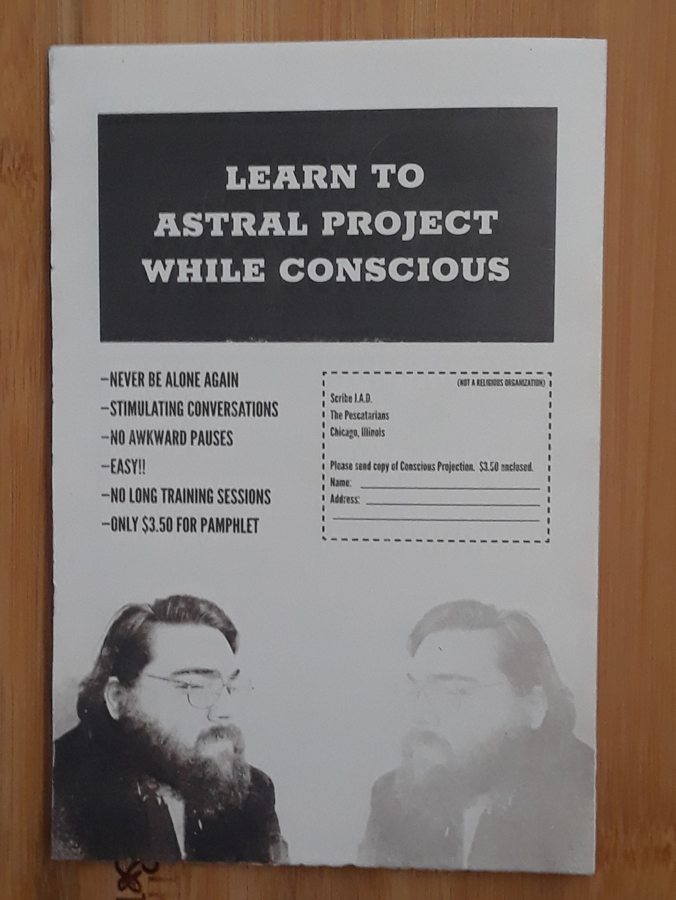 LEARN TO
ASTRAL PROJECT
WHILE CONSCIOUS
–NEVER BE ALONE AGAIN
–STIMULATING CONVERSATIONS
–NO AWKWARD PAUSES
–EASY!!
–NO LONG TRAINING SESSIONS
–ONLY $3.50 FOR PAMPHLET
(NOT A RELIGIOUS ORGANIZATION)
Scribe I.A.D.
The Pescatarians
Chicago, Illinois
Please send copy of Conscious Projection. $3.50 enclosed.
Name:
Address: